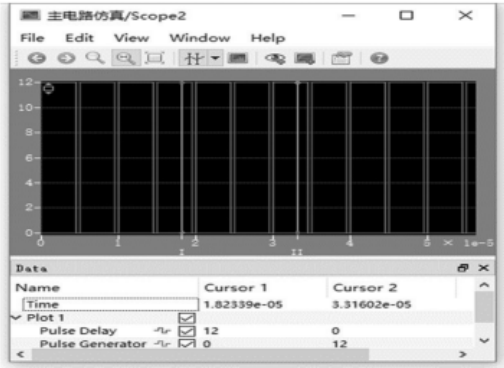 主电路仿真/Scope2
File Edit View Window Help
12
10
8
6
4
2
0
0 1 2 3 4 5 × 1e-5
I II
Data
Name Cursor 1 Cursor 2
Time 1.82339e-05 3.31602e-05
Plot 1
Pulse Delay 12 0
Pulse Generator 0 12